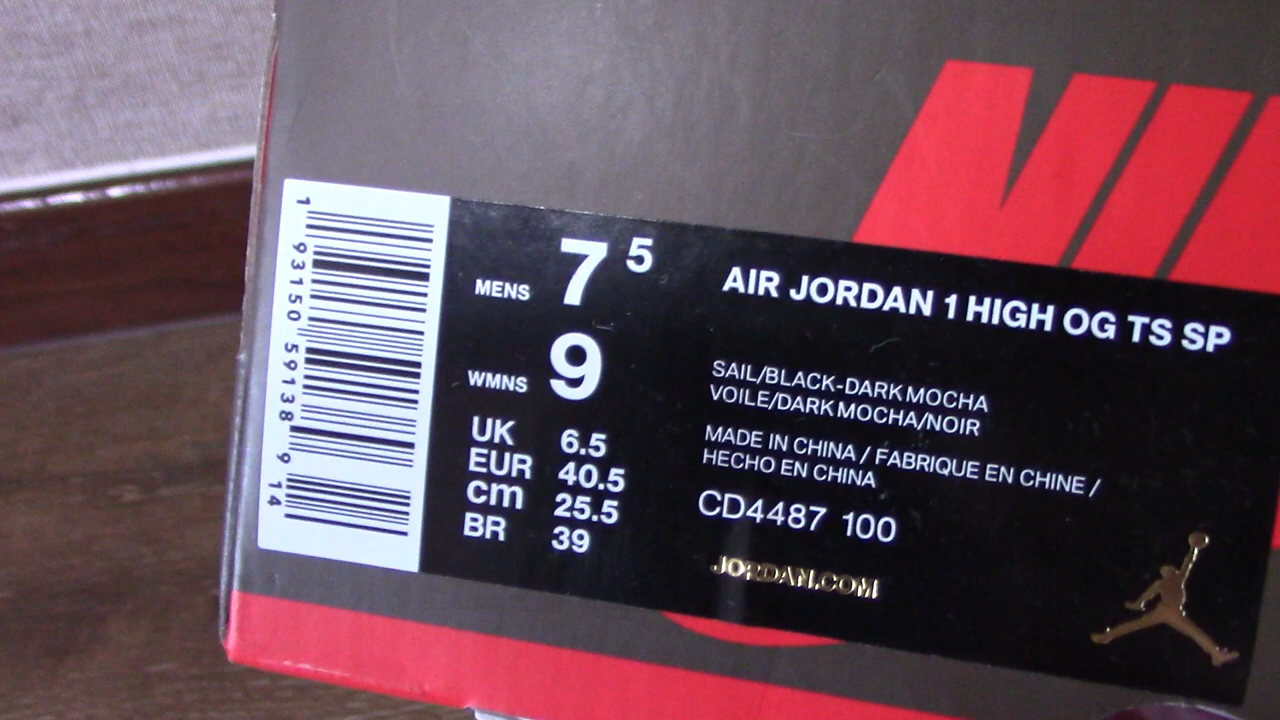 NI
1 93150 59138 9 14
MENS 7 5
WMNS 9
UK 6.5
EUR 40.5
cm 25.5
BR 39
AIR JORDAN 1 HIGH OG TS SP
SAIL/BLACK-DARK MOCHA
VOILE/DARK MOCHA/NOIR
MADE IN CHINA / FABRIQUE EN CHINE /
HECHO EN CHINA
CD4487 100
JORDAN.COM